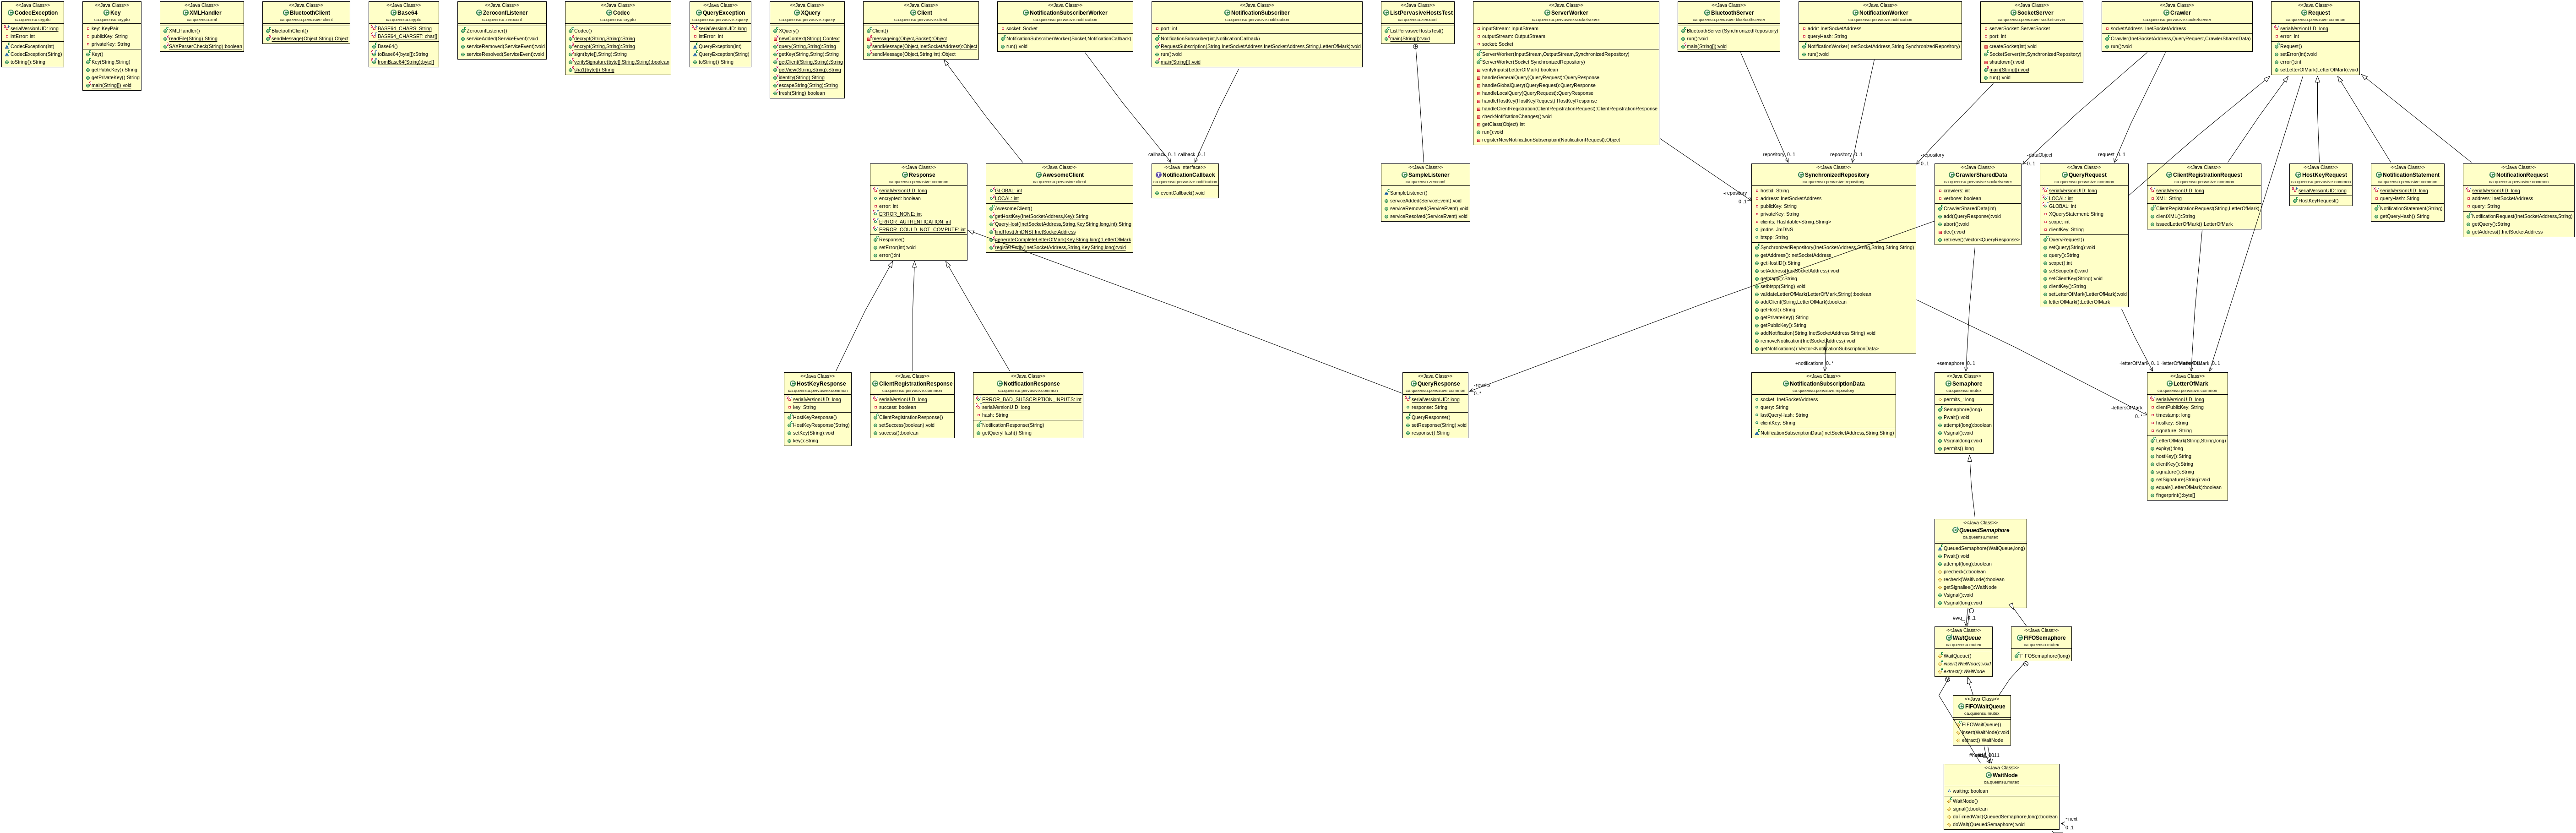 <<Java Class>>
CodecException
ca.queensu.crypto
serialVersionUID: long
intError: int
CodecException(int)
CodecException(String)
toString():String
<<Java Class>>
Key
ca.queensu.crypto
key: KeyPair
publicKey: String
privateKey: String
Key()
Key(String,String)
getPublicKey():String
getPrivateKey():String
main(String[]):void
<<Java Class>>
XMLHandler
ca.queensu.xml
XMLHandler()
readFile(String):String
SAXParserCheck(String):boolean
<<Java Class>>
BluetoothClient
ca.queensu.pervasive.client
BluetoothClient()
sendMessage(Object,String):Object
<<Java Class>>
Base64
ca.queensu.crypto
BASE64_CHARS: String
BASE64_CHARSET: char[]
Base64()
toBase64(byte[]):String
fromBase64(String):byte[]
<<Java Class>>
ZeroconfListener
ca.queensu.zeroconf
ZeroconfListener()
serviceAdded(ServiceEvent):void
serviceRemoved(ServiceEvent):void
serviceResolved(ServiceEvent):void
<<Java Class>>
Codec
ca.queensu.crypto
Codec()
decrypt(String,String):String
encrypt(String,String):String
sign(byte[],String):String
verifySignature(byte[],String,String):boolean
sha1(byte[]):String
<<Java Class>>
QueryException
ca.queensu.pervasive.xquery
serialVersionUID: long
intError: int
QueryException(int)
QueryException(String)
toString():String
<<Java Class>>
XQuery
ca.queensu.pervasive.xquery
XQuery()
newContext(String):Context
query(String,String):String
getClient(String,String):String
getKey(String,String):String
getView(String,String):String
identity(String):String
escapeString(String):String
fresh(String):boolean
<<Java Class>>
Client
ca.queensu.pervasive.client
Client()
messageing(Object,Socket):Object
sendMessage(Object,InetSocketAddress):Object
sendMessage(Object,String,int):Object
<<Java Class>>
NotificationSubscriberWorker
ca.queensu.pervasive.notification
socket: Socket
NotificationSubscriberWorker(Socket,NotificationCallback)
run():void
<<Java Class>>
NotificationSubscriber
ca.queensu.pervasive.notification
port: int
NotificationSubscriber(int,NotificationCallback)
RequestSubscription(String,InetSocketAddress,InetSocketAddress,String,LetterOfMark):void
run():void
main(String[]):void
<<Java Class>>
ListPervasiveHostsTest
ca.queensu.zeroconf
ListPervasiveHostsTest()
main(String[]):void
<<Java Class>>
ServerWorker
ca.queensu.pervasive.socketserver
inputStream: InputStream
outputStream: OutputStream
socket: Socket
ServerWorker(InputStream,OutputStream,SynchronizedRepository)
ServerWorker(Socket,SynchronizedRepository)
verifyInputs(LetterOfMark):boolean
handleGeneralQuery(QueryRequest):QueryResponse
handleGlobalQuery(QueryRequest):QueryResponse
handleLocalQuery(QueryRequest):QueryResponse
handleHostKey(HostKeyRequest):HostKeyResponse
handleClientRegistration(ClientRegistrationRequest):ClientRegistrationResponse
checkNotificationChanges():void
getClass(Object):int
run():void
registerNewNotificationSubscription(NotificationRequest):Object
<<Java Class>>
BluetoothServer
ca.queensu.pervasive.bluetoothserver
BluetoothServer(SynchronizedRepository)
run():void
main(String[]):void
<<Java Class>>
NotificationWorker
ca.queensu.pervasive.notification
addr: InetSocketAddress
queryHash: String
NotificationWorker(InetSocketAddress,String,SynchronizedRepository)
run():void
<<Java Class>>
SocketServer
ca.queensu.pervasive.socketserver
serverSocket: ServerSocket
port: int
createSocket(int):void
SocketServer(int,SynchronizedRepository)
shutdown():void
main(String[]):void
run():void
<<Java Class>>
Crawler
ca.queensu.pervasive.socketserver
socketAddress: InetSocketAddress
Crawler(InetSocketAddress,QueryRequest,CrawlerSharedData)
run():void
<<Java Class>>
Request
ca.queensu.pervasive.common
serialVersionUID: long
error: int
Request()
setError(int):void
error():int
setLetterOfMark(LetterOfMark):void
-callback 0..1
-callback 0..1
-repository 0..1
-repository 0..1
-repository
0..1
-dataObject
0..1
-request 0..1
-repository
0..1
<<Java Class>>
Response
ca.queensu.pervasive.common
serialVersionUID: long
encrypted: boolean
error: int
ERROR_NONE: int
ERROR_AUTHENTICATION: int
ERROR_COULD_NOT_COMPUTE: int
Response()
setError(int):void
error():int
<<Java Class>>
AwesomeClient
ca.queensu.pervasive.client
GLOBAL: int
LOCAL: int
AwesomeClient()
getHostKey(InetSocketAddress,Key):String
QueryHost(InetSocketAddress,String,Key,String,long,int):String
findHost(JmDNS):InetSocketAddress
generateCompleteLetterOfMark(Key,String,long):LetterOfMark
registerEntity(InetSocketAddress,String,Key,String,long):void
<<Java Interface>>
NotificationCallback
ca.queensu.pervasive.notification
eventCallback():void
<<Java Class>>
SampleListener
ca.queensu.zeroconf
SampleListener()
serviceAdded(ServiceEvent):void
serviceRemoved(ServiceEvent):void
serviceResolved(ServiceEvent):void
<<Java Class>>
SynchronizedRepository
ca.queensu.pervasive.repository
hostid: String
address: InetSocketAddress
publicKey: String
privateKey: String
clients: Hashtable<String,String>
jmdns: JmDNS
btspp: String
SynchronizedRepository(InetSocketAddress,String,String,String)
getAddress():InetSocketAddress
getHostID():String
setAddress(InetSocketAddress):void
getbtspp():String
setbtspp(String):void
validateLetterOfMark(LetterOfMark,String):boolean
addClient(String,LetterOfMark):boolean
getHost():String
getPrivateKey():String
getPublicKey():String
addNotification(String,InetSocketAddress,String):void
removeNotification(InetSocketAddress):void
getNotifications():Vector<NotificationSubscriptionData>
<<Java Class>>
CrawlerSharedData
ca.queensu.pervasive.socketserver
crawlers: int
verbose: boolean
CrawlerSharedData(int)
add(QueryResponse):void
abort():void
dec():void
retrieve():Vector<QueryResponse>
<<Java Class>>
QueryRequest
ca.queensu.pervasive.common
serialVersionUID: long
LOCAL: int
GLOBAL: int
XQueryStatement: String
scope: int
clientKey: String
QueryRequest()
setQuery(String):void
query():String
scope():int
setScope(int):void
setClientKey(String):void
clientKey():String
setLetterOfMark(LetterOfMark):void
letterOfMark():LetterOfMark
<<Java Class>>
ClientRegistrationRequest
ca.queensu.pervasive.common
serialVersionUID: long
XML: String
ClientRegistrationRequest(String,LetterOfMark)
clientXML():String
issuedLetterOfMark():LetterOfMark
<<Java Class>>
HostKeyRequest
ca.queensu.pervasive.common
serialVersionUID: long
HostKeyRequest()
<<Java Class>>
NotificationStatement
ca.queensu.pervasive.common
serialVersionUID: long
queryHash: String
NotificationStatement(String)
getQueryHash():String
<<Java Class>>
NotificationRequest
ca.queensu.pervasive.common
serialVersionUID: long
address: InetSocketAddress
query: String
NotificationRequest(InetSocketAddress,String)
getQuery():String
getAddress():InetSocketAddress
+notifications 0..*
+semaphore 0..1
-letterOfMark 0..1
0..1
-results
0..*
-lettersOfMark
0..*
<<Java Class>>
HostKeyResponse
ca.queensu.pervasive.common
serialVersionUID: long
key: String
HostKeyResponse()
HostKeyResponse(String)
setKey(String):void
key():String
<<Java Class>>
ClientRegistrationResponse
ca.queensu.pervasive.common
serialVersionUID: long
success: boolean
ClientRegistrationResponse()
setSuccess(boolean):void
success():boolean
<<Java Class>>
NotificationResponse
ca.queensu.pervasive.common
ERROR_BAD_SUBSCRIPTION_INPUTS: int
serialVersionUID: long
hash: String
NotificationResponse(String)
getQueryHash():String
<<Java Class>>
QueryResponse
ca.queensu.pervasive.common
serialVersionUID: long
response: String
QueryResponse()
setResponse(String):void
response():String
<<Java Class>>
NotificationSubscriptionData
ca.queensu.pervasive.repository
socket: InetSocketAddress
query: String
lastQueryHash: String
clientKey: String
NotificationSubscriptionData(InetSocketAddress,String,String)
<<Java Class>>
Semaphore
ca.queensu.mutex
permits_: long
Semaphore(long)
Pwait():void
attempt(long):boolean
Vsignal():void
Vsignal(long):void
permits():long
<<Java Class>>
LetterOfMark
ca.queensu.pervasive.common
serialVersionUID: long
clientPublicKey: String
timestamp: long
hostkey: String
signature: String
LetterOfMark(String,String,long)
expiry():long
hostKey():String
clientKey():String
signature():String
setSignature(String):void
equals(LetterOfMark):boolean
fingerprint():byte[]
<<Java Class>>
QueuedSemaphore
ca.queensu.mutex
QueuedSemaphore(WaitQueue,long)
Pwait():void
attempt(long):boolean
precheck():boolean
recheck(WaitNode):boolean
getSignallee():WaitNode
Vsignal():void
Vsignal(long):void
#wq_ 0..1
<<Java Class>>
WaitQueue
ca.queensu.mutex
WaitQueue()
insert(WaitNode):void
extract():WaitNode
<<Java Class>>
FIFOSemaphore
ca.queensu.mutex
FIFOSemaphore(long)
<<Java Class>>
FIFOWaitQueue
ca.queensu.mutex
FIFOWaitQueue()
insert(WaitNode):void
extract():WaitNode
<<Java Class>>
WaitNode
ca.queensu.mutex
waiting: boolean
WaitNode()
signal():boolean
doTimedWait(QueuedSemaphore,long):boolean
doWait(QueuedSemaphore):void
~next
0..1